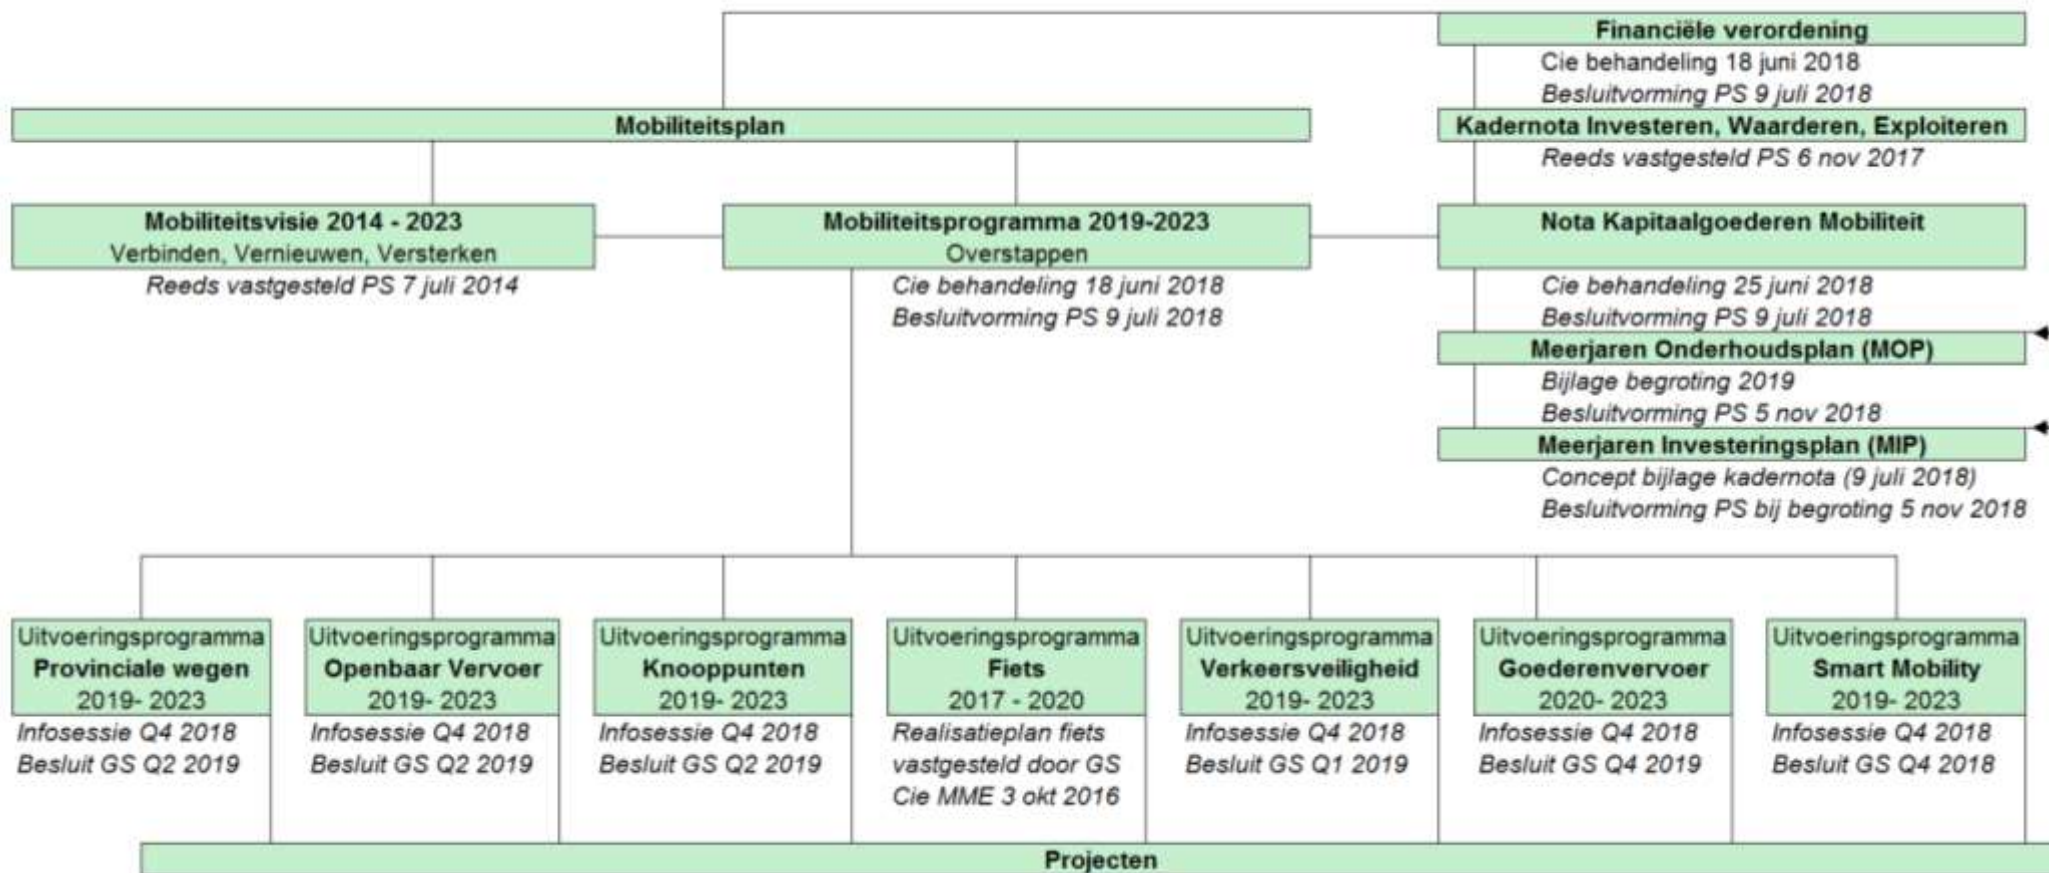 Financiële verordening
Cie behandeling 18 juni 2018
Besluitvorming PS 9 juli 2018
Mobiliteitsplan
Kadernota Investeren, Waarderen, Exploiteren
Reeds vastgesteld PS 6 nov 2017
Mobiliteitsvisie 2014 - 2023
Verbinden, Vernieuwen, Versterken
Reeds vastgesteld PS 7 juli 2014
Mobiliteitsprogramma 2019-2023
Overstappen
Cie behandeling 18 juni 2018
Besluitvorming PS 9 juli 2018
Nota Kapitaalgoederen Mobiliteit
Cie behandeling 25 juni 2018
Besluitvorming PS 9 juli 2018
Meerjaren Onderhoudsplan (MOP)
Bijlage begroting 2019
Besluitvorming PS 5 nov 2018
Meerjaren Investeringsplan (MIP)
Concept bijlage kadernota (9 juli 2018)
Besluitvorming PS bij begroting 5 nov 2018
Uitvoeringsprogramma
Provinciale wegen
2019- 2023
Infosessie Q4 2018
Besluit GS Q2 2019
Uitvoeringsprogramma
Openbaar Vervoer
2019- 2023
Infosessie Q4 2018
Besluit GS Q2 2019
Uitvoeringsprogramma
Knooppunten
2019- 2023
Infosessie Q4 2018
Besluit GS Q2 2019
Uitvoeringsprogramma
Fiets
2017 - 2020
Realisatieplan fiets
vastgesteld door GS
Cie MME 3 okt 2016
Uitvoeringsprogramma
Verkeersveiligheid
2019- 2023
Infosessie Q4 2018
Besluit GS Q1 2019
Uitvoeringsprogramma
Goederenvervoer
2020- 2023
Infosessie Q4 2018
Besluit GS Q4 2019
Uitvoeringsprogramma
Smart Mobility
2019- 2023
Infosessie Q4 2018
Besluit GS Q4 2018
Projecten